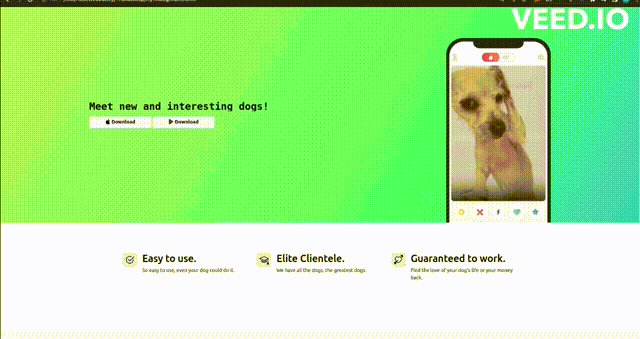 VEED.IO
Meet new and interesting dogs!
Download
Download
Easy to use.
So easy to use, even your dog could do it.
Elite Clientele.
We have all the dogs, the greatest dogs.
Guaranteed to work.
Find the love of your dog's life or your money
back.